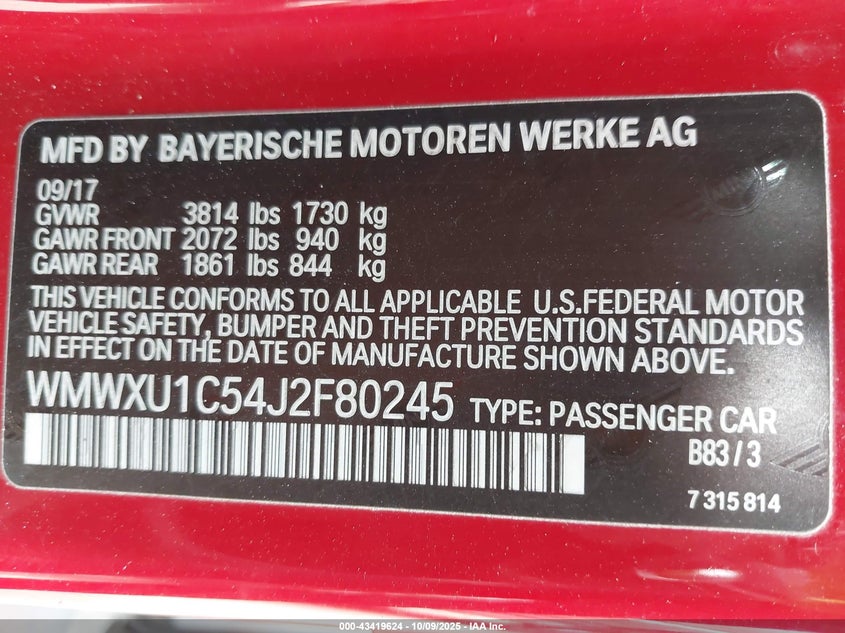 MFD BY BAYERISCHE MOTOREN WERKE AG
09/17
GVWR 3814 lbs 1730 kg
GAWR FRONT 2072 lbs 940 kg
GAWR REAR 1861 lbs 844 kg
THIS VEHICLE CONFORMS TO ALL APPLICABLE U.S.FEDERAL MOTOR
VEHICLE SAFETY, BUMPER AND THEFT PREVENTION STANDARDS
IN EFFECT ON THE DATE OF MANUFACTURE SHOWN ABOVE.
WMWXU1C54J2F80245 TYPE: PASSENGER CAR
B83 / 3
7 315 814
000-43419624 - 10/09/2025 - IAA Inc.